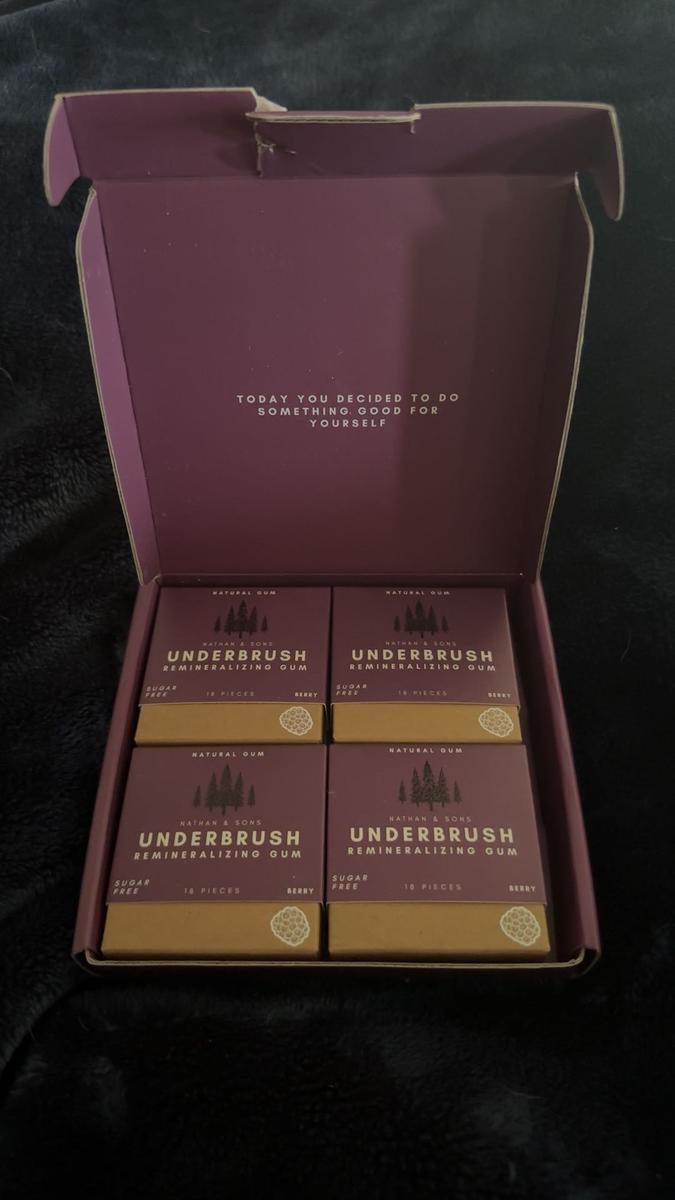 TODAY YOU DECIDED TO DO
SOMETHING GOOD FOR
YOURSELF
NATURAL GUM
NATHAN & SONS
UNDERBRUSH
REMINERALIZING GUM
SUGAR
FREE
18 PIECES
BERRY
NATURAL GUM
NATHAN & SONS
UNDERBRUSH
REMINERALIZING GUM
SUGAR
FREE
18 PIECES
BERRY
NATURAL GUM
NATHAN & SONS
UNDERBRUSH
REMINERALIZING GUM
SUGAR
FREE
18 PIECES
BERRY
NATURAL GUM
NATHAN & SONS
UNDERBRUSH
REMINERALIZING GUM
SUGAR
FREE
18 PIECES
BERRY